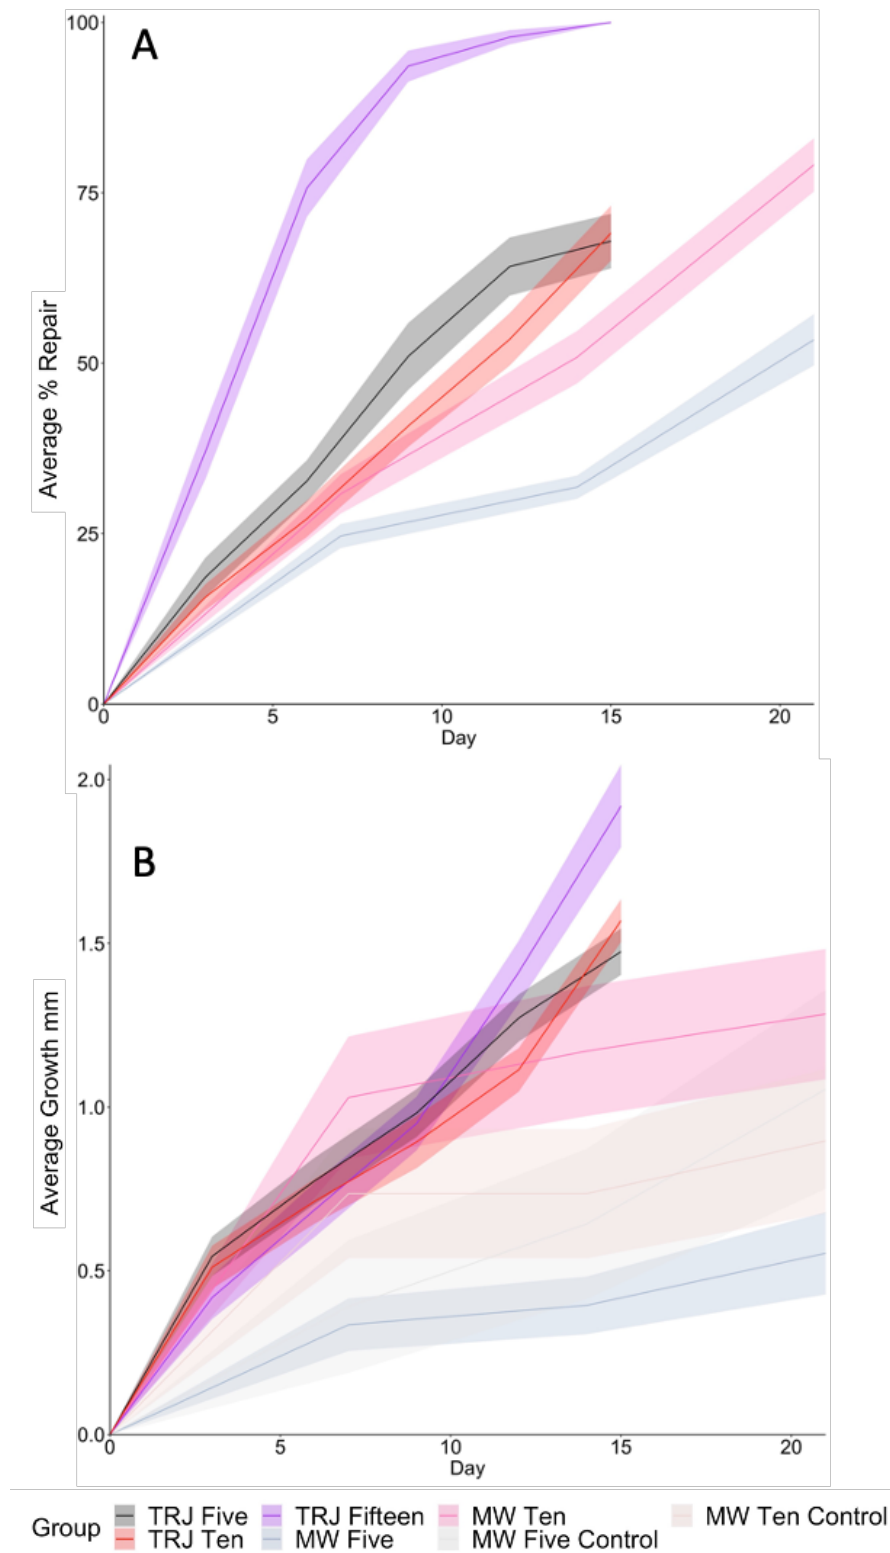 100
A
75
Average % Repair
50
25
0
0 5 10 15 20
Day
2.0
B
1.5
Average Growth mm
1.0
0.5
0.0
0 5 10 15 20
Day
Group
TRJ Five TRJ Fifteen MW Ten MW Ten Control
TRJ Ten MW Five MW Five Control